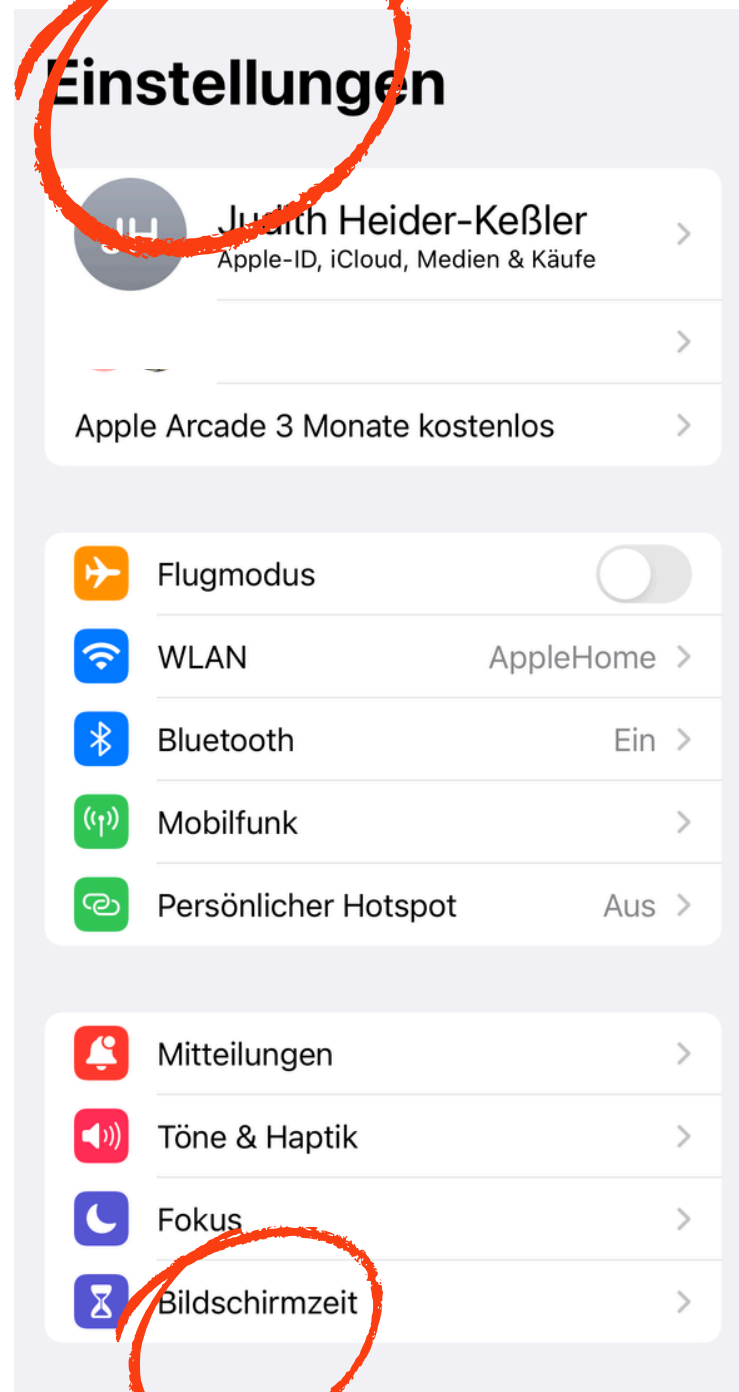 Einstellungen
JH
Judith Heider-Keßler
Apple-ID, iCloud, Medien & Käufe
Apple Arcade 3 Monate kostenlos
Flugmodus
WLAN AppleHome
Bluetooth Ein
Mobilfunk
Persönlicher Hotspot Aus
Mitteilungen
Töne & Haptik
Fokus
Bildschirmzeit